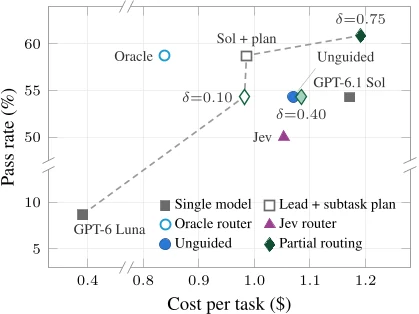 δ=0.75
60
Sol + plan
Oracle
Unguided
GPT-6.1 Sol
55
δ=0.10
δ=0.40
50
Jev
Pass rate (%)
10
Single model
Lead + subtask plan
Oracle router
Jev router
GPT-6 Luna
5
Unguided
Partial routing
0.4 0.8 0.9 1.0 1.1 1.2
Cost per task ($)